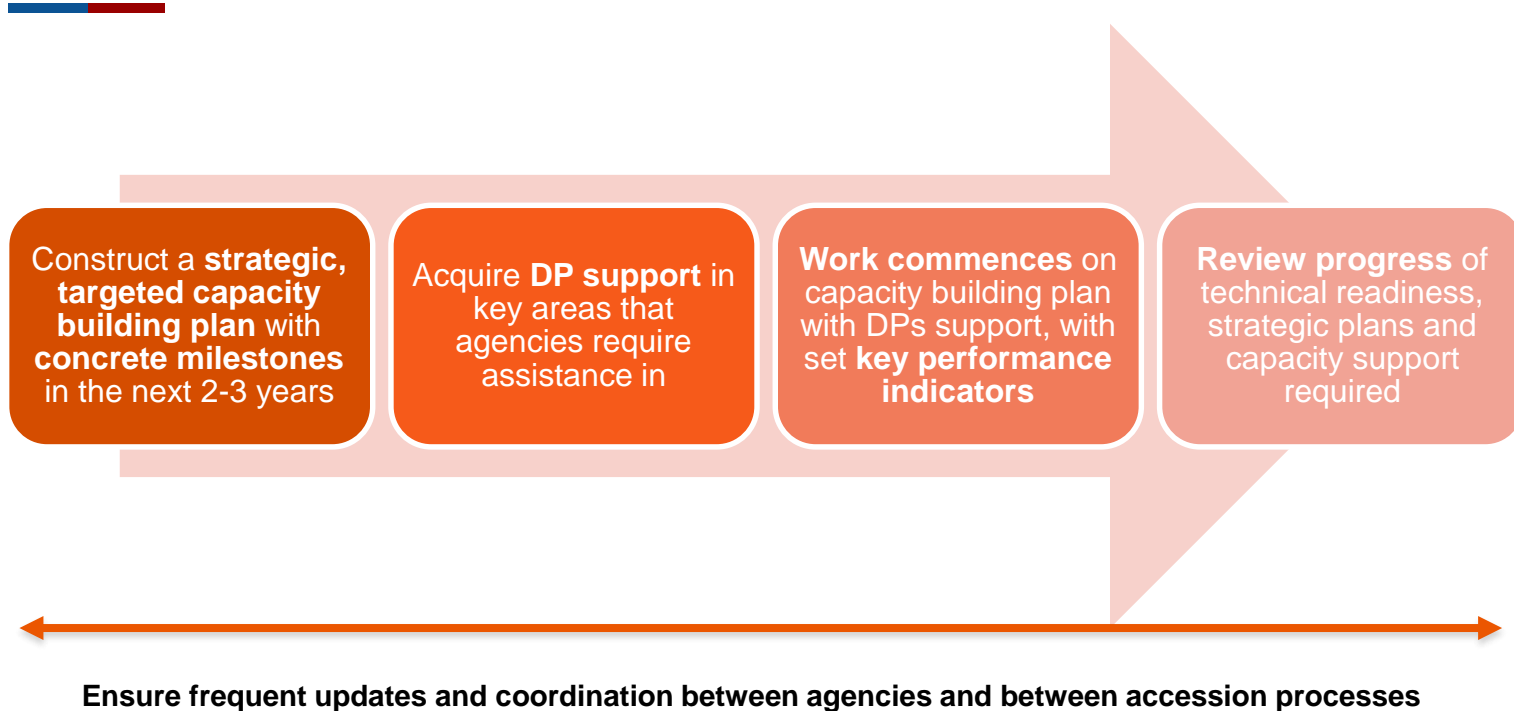 Construct a strategic,
targeted capacity
building plan with
concrete milestones
in the next 2-3 years
Acquire DP support in
key areas that
agencies require
assistance in
Work commences on
capacity building plan
with DPs support, with
set key performance
indicators
Review progress of
technical readiness,
strategic plans and
capacity support
required
Ensure frequent updates and coordination between agencies and between accession processes